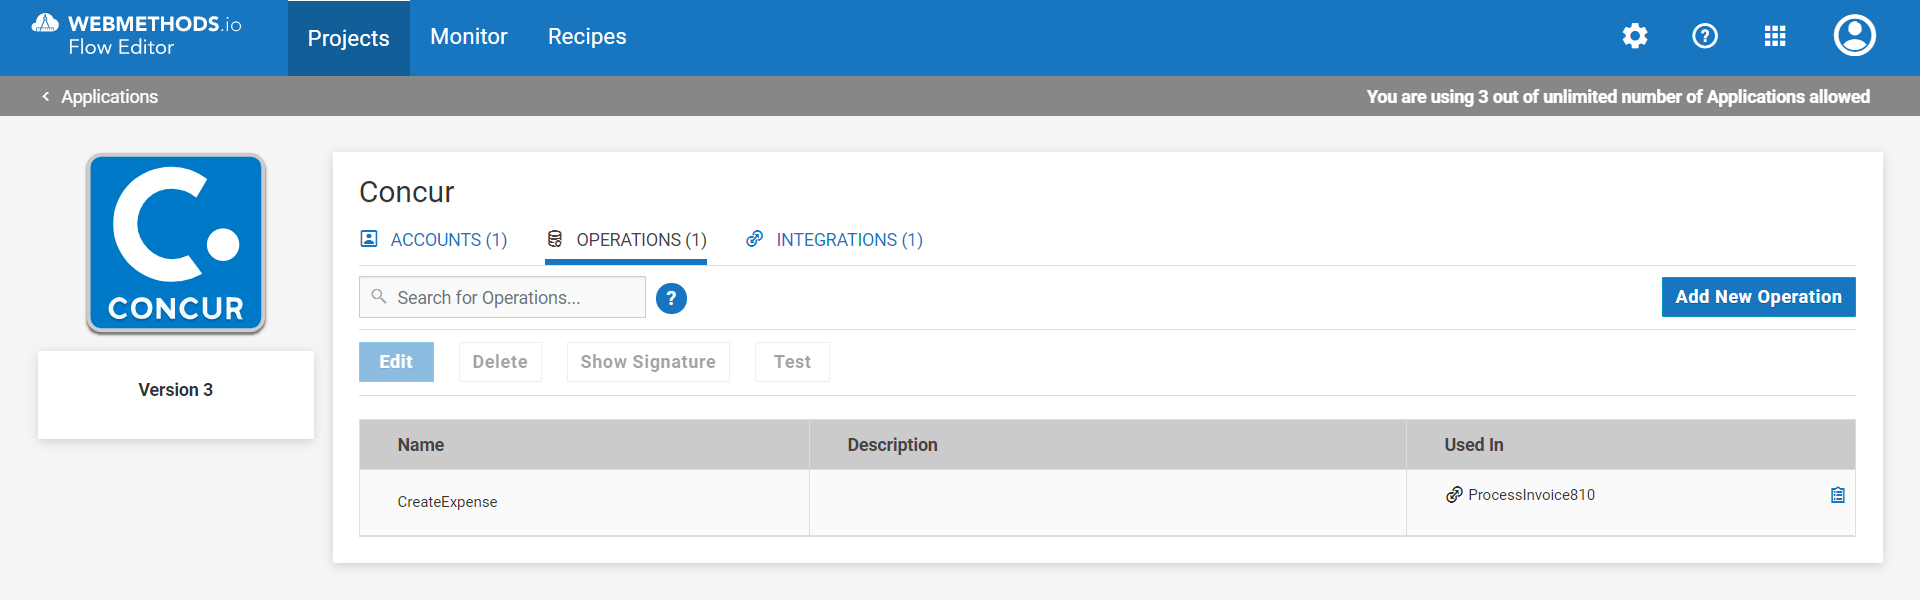 WEBMETHODS.io
Flow Editor
Projects
Monitor
Recipes
?
Applications
You are using 3 out of unlimited number of Applications allowed
CONCUR
Version 3
Concur
ACCOUNTS (1)
OPERATIONS (1)
INTEGRATIONS (1)
Search for Operations...
?
Add New Operation
Edit
Delete
Show Signature
Test
Name
Description
Used In
CreateExpense
ProcessInvoice810